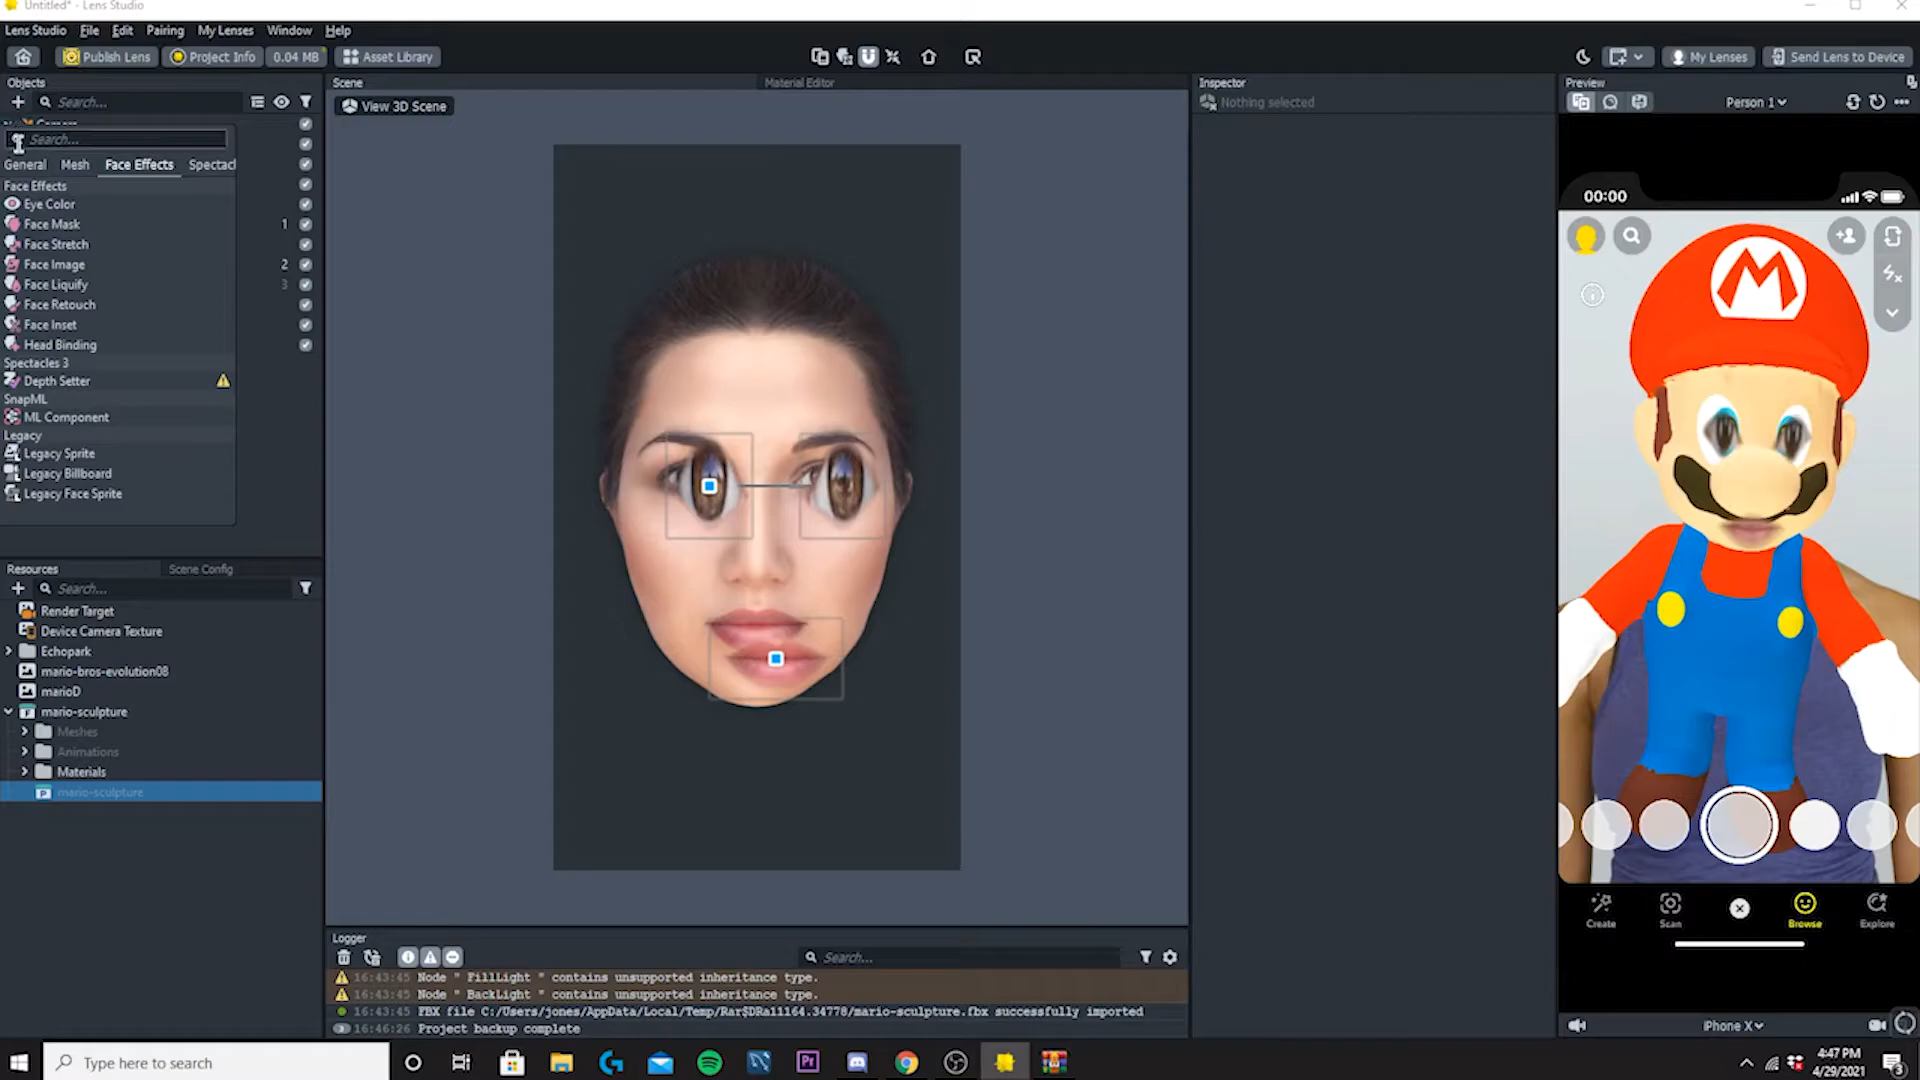 Untitled* - Lens Studio
Lens Studio File Edit Pairing My Lenses Window Help
Publish Lens Project Info 0.04 MB Asset Library
My Lenses Send Lens to Device
Objects
Search...
Search...
General Mesh Face Effects Spectacl
Face Effects
Eye Color
Face Mask 1
Face Stretch
Face Image 2
Face Liquify 3
Face Retouch
Face Inset
Head Binding
Spectacles 3
Depth Setter
SnapML
ML Component
Legacy
Legacy Sprite
Legacy Billboard
Legacy Face Sprite
Resources Scene Config
Search...
Render Target
Device Camera Texture
Echopark
mario-bros-evolution08
marioD
mario-sculpture
Meshes
Animations
Materials
mario-sculpture
Scene Material Editor
View 3D Scene
Logger
Search...
16:43:45 Node " FillLight " contains unsupported inheritance type.
16:43:45 Node " BackLight " contains unsupported inheritance type.
16:43:45 FBX file C:/Users/jones/AppData/Local/Temp/Rar$DRa11164.34778/mario-sculpture.fbx successfully imported
16:46:26 Project backup complete
Inspector
Nothing selected
Preview
Person 1
00:00
M
Create Scan Browse Explore
iPhone X
Type here to search
Pr
4:47 PM
4/29/2021
3